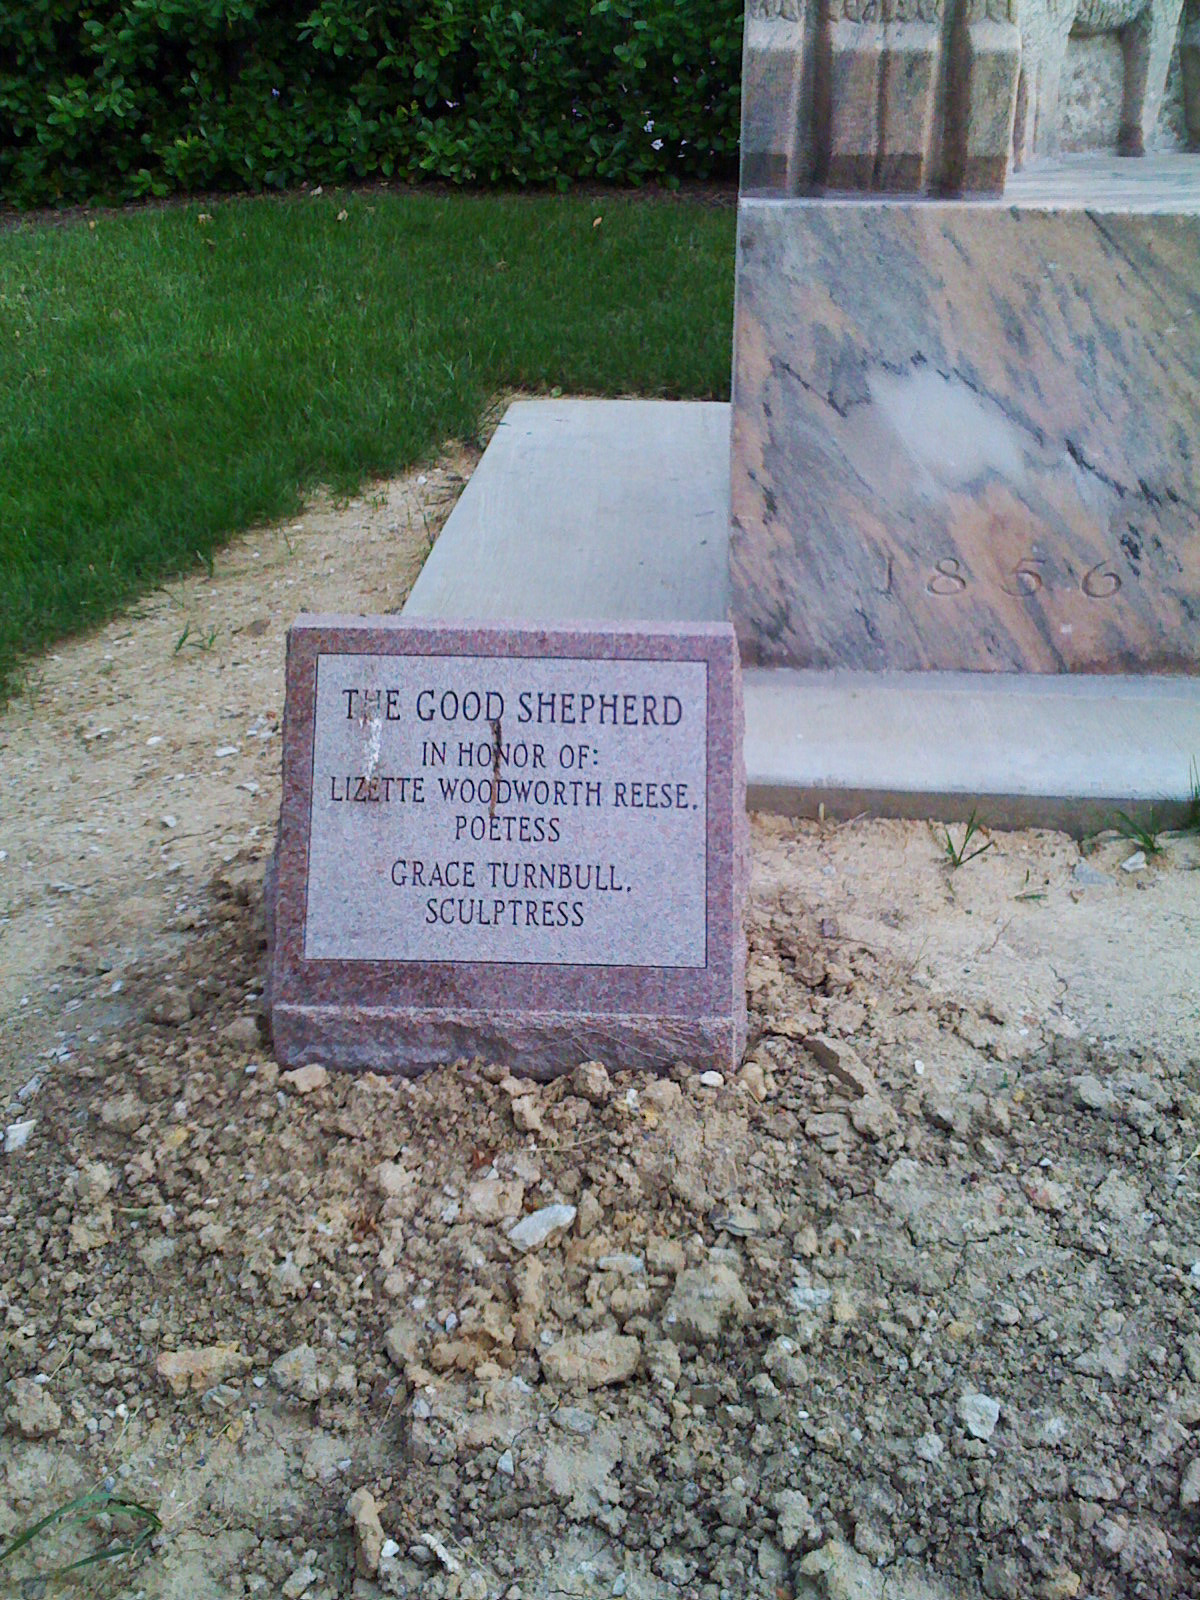 1856
THE GOOD SHEPHERD
IN HONOR OF:
LIZETTE WOODWORTH REESE,
POETESS
GRACE TURNBULL,
SCULPTRESS